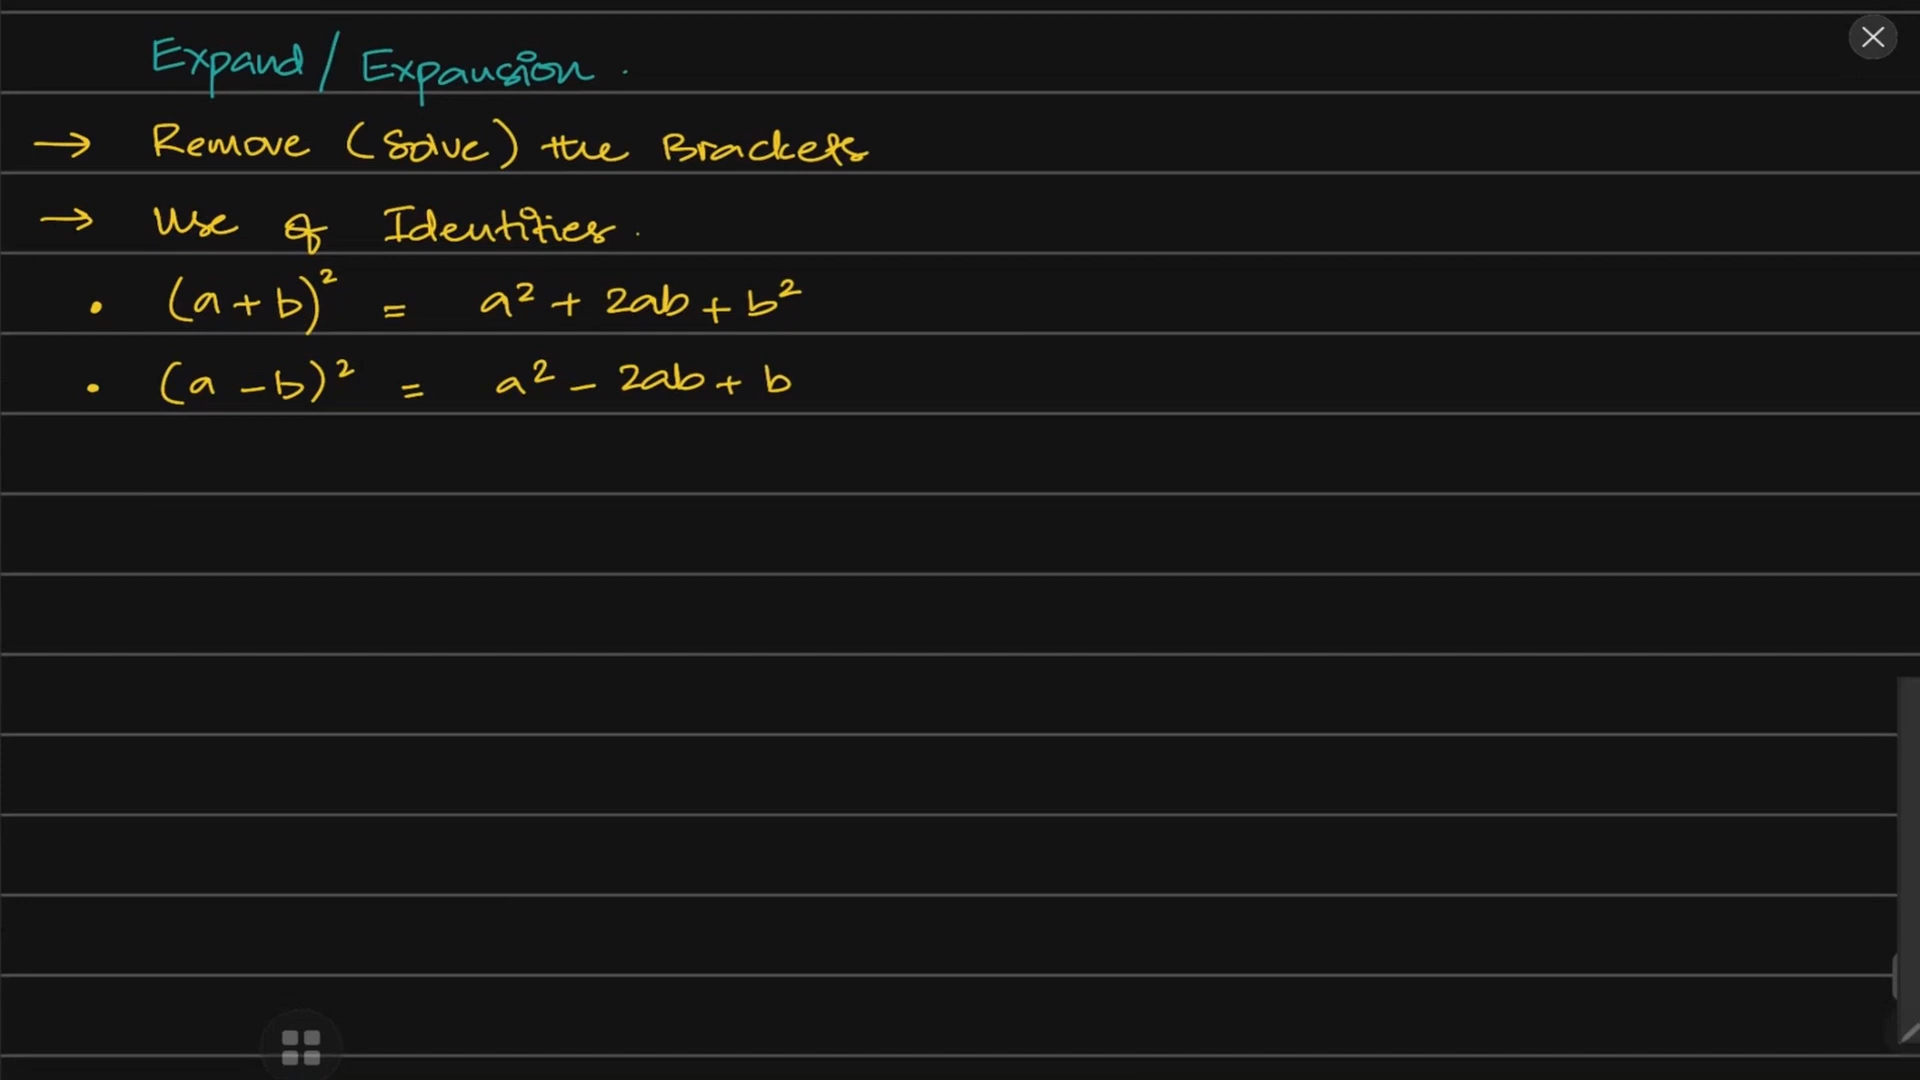 Expand / Expansion .
→ Remove (Solve) the Brackets
→ Use of Identities .
• (a + b)² = a² + 2ab + b²
• (a - b)² = a² - 2ab + b